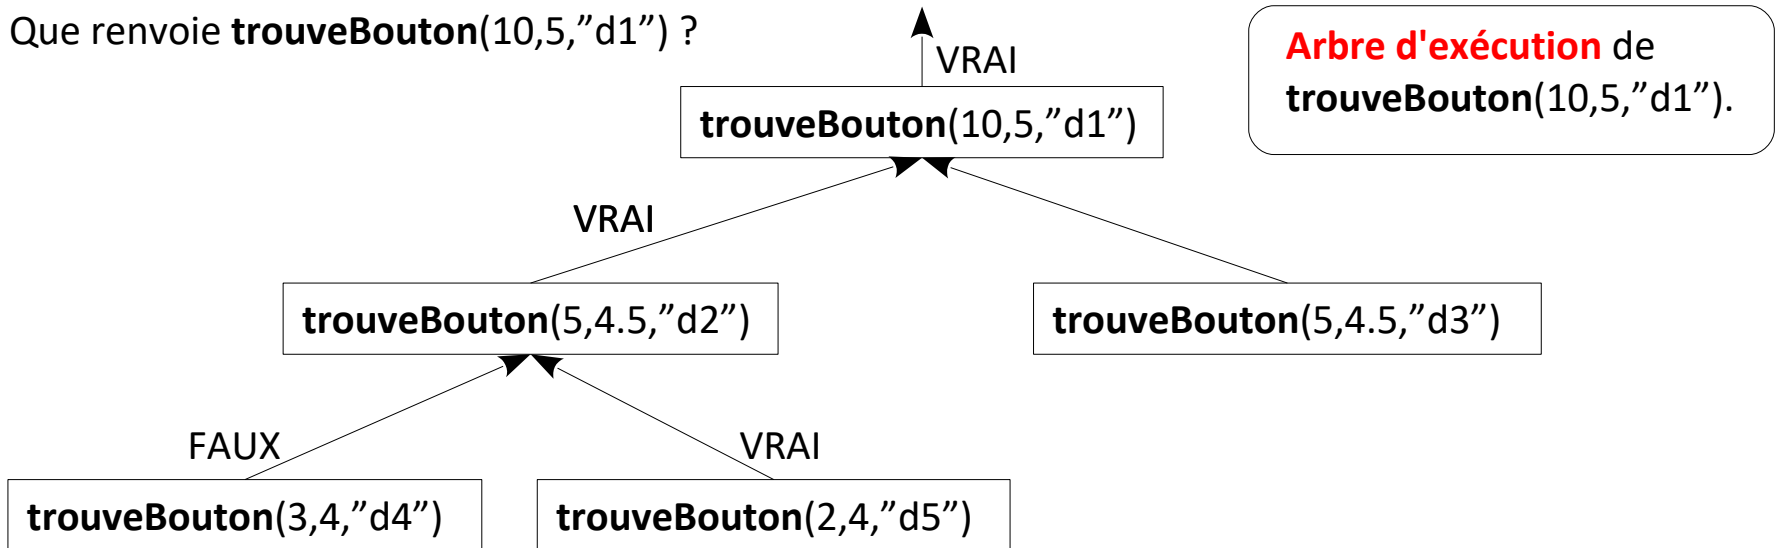 Que renvoie trouveBouton(10,5,”d1”) ?
VRAI
Arbre d'exécution de
trouveBouton(10,5,”d1”).
trouveBouton(10,5,”d1”)
VRAI
trouveBouton(5,4.5,”d2”)
trouveBouton(5,4.5,”d3”)
FAUX
VRAI
trouveBouton(3,4,”d4”)
trouveBouton(2,4,”d5”)